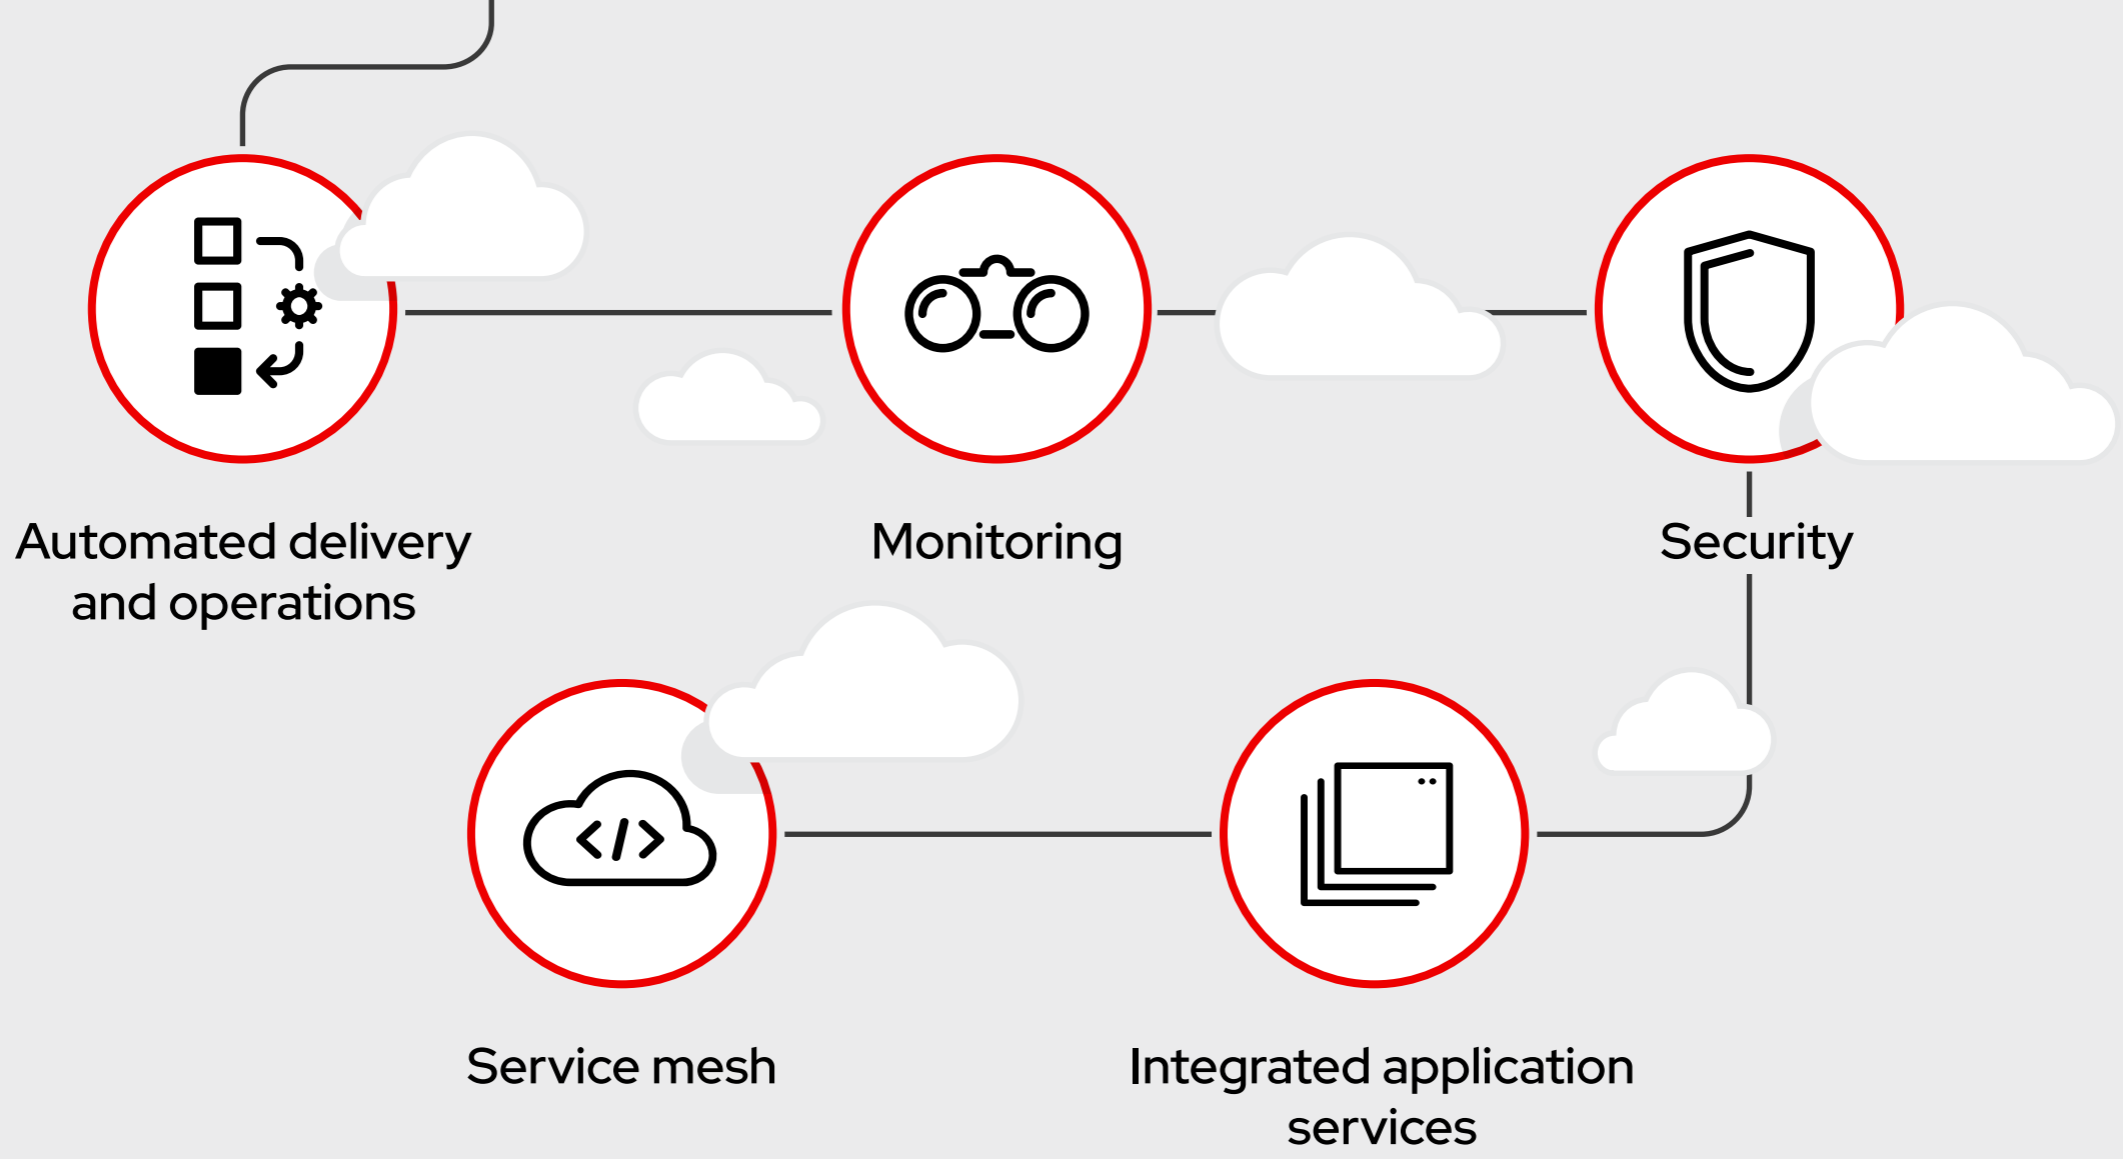 Automated delivery
and operations
Monitoring
Security
</>
Service mesh
Integrated application
services